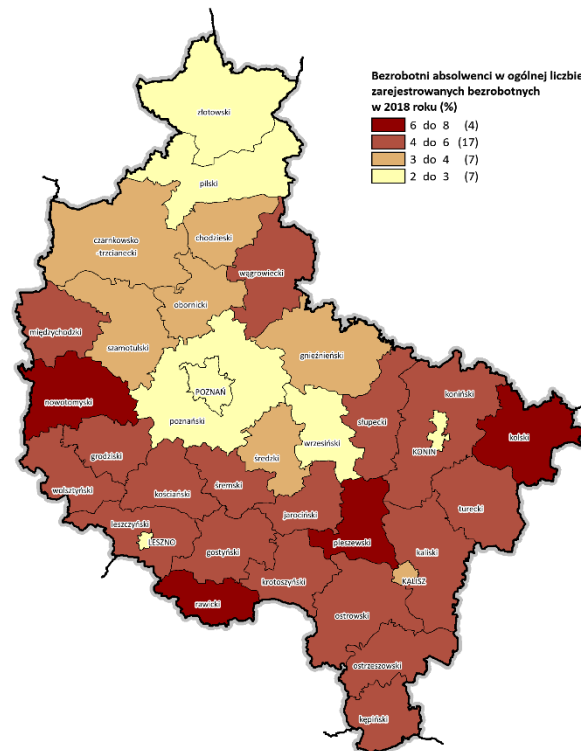 Bezrobotni absolwenci w ogólnej liczbie
zarejestrowanych bezrobotnych
w 2018 roku (%)
6 do 8 (4)
4 do 6 (17)
3 do 4 (7)
2 do 3 (7)
złotowski
pilski
czarnkowsko
trzcianecki
chodzieski
wągrowiecki
obornicki
międzychodzki
szamotulski
gnieźnieński
nowotomyski
POZNAŃ
poznański
wrzesiński
słupecki
koniński
KONIN
kolski
średzki
grodziski
wolsztyński
kościański
śremski
jarociński
turecki
leszczyński
LESZNO
gostyński
pleszewski
kaliski
KALISZ
krotoszyński
rawicki
ostrowski
ostrzeszowski
kępiński